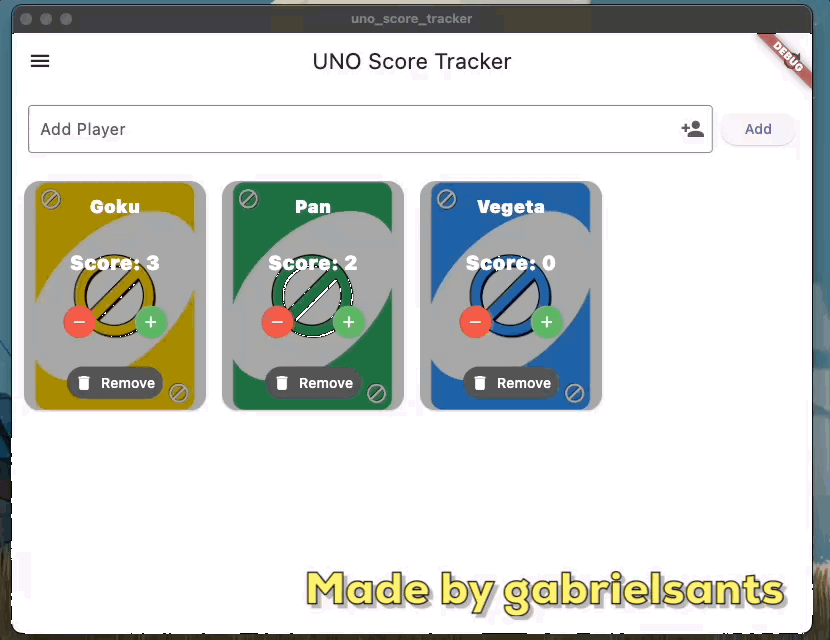 uno_score_tracker
UNO Score Tracker
DEBUG
Add Player
Add
Goku
Pan
Vegeta
Score: 3
Score: 2
Score: 0
Remove
Remove
Remove
Made by gabrielsants